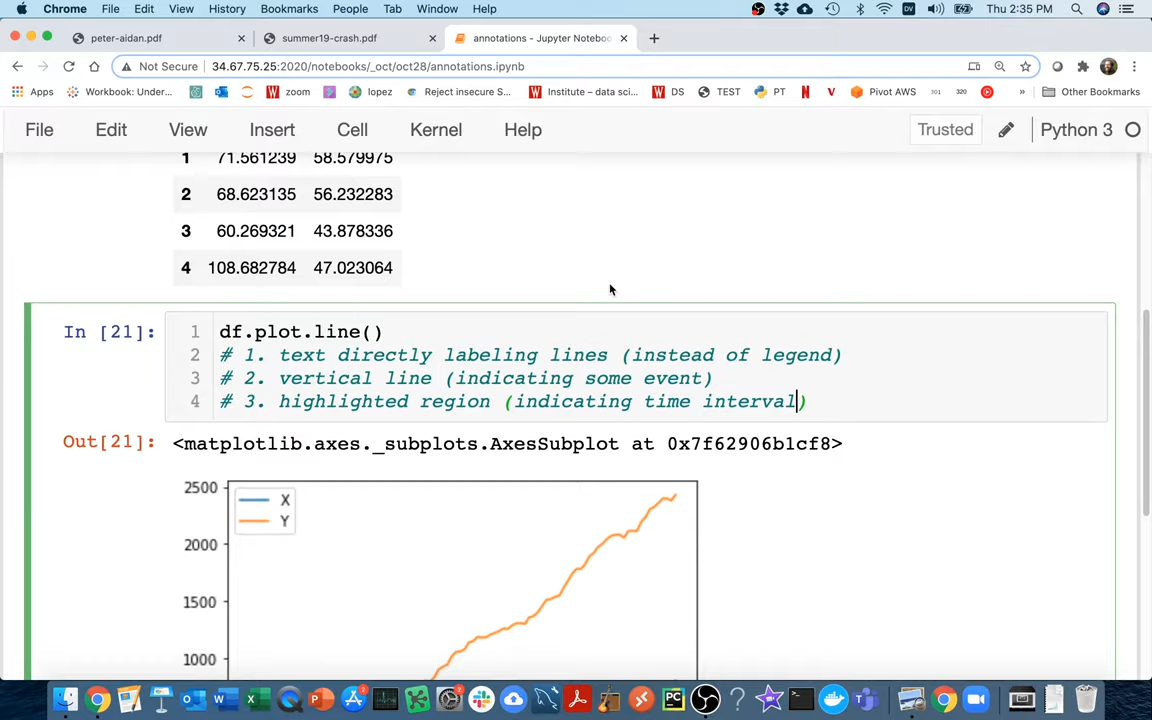 Chrome File Edit View History Bookmarks People Tab Window Help DV Thu 2:35 PM
peter-aidan.pdf summer19-crash.pdf annotations - Jupyter Noteboo
Not Secure 34.67.75.25:2020/notebooks/_oct/oct28/annotations.ipynb
Apps Workbook: Under... zoom lopez Reject insecure S... Institute – data sci... DS TEST PT Pivot AWS 301 320 » Other Bookmarks
File Edit View Insert Cell Kernel Help Trusted Python 3
1 71.561239 58.579975
2 68.623135 56.232283
3 60.269321 43.878336
4 108.682784 47.023064
In [21]: 1 df.plot.line()
2 # 1. text directly labeling lines (instead of legend)
3 # 2. vertical line (indicating some event)
4 # 3. highlighted region (indicating time interval)
Out[21]: <matplotlib.axes._subplots.AxesSubplot at 0x7f62906b1cf8>
2500
X
Y
2000
1500
1000